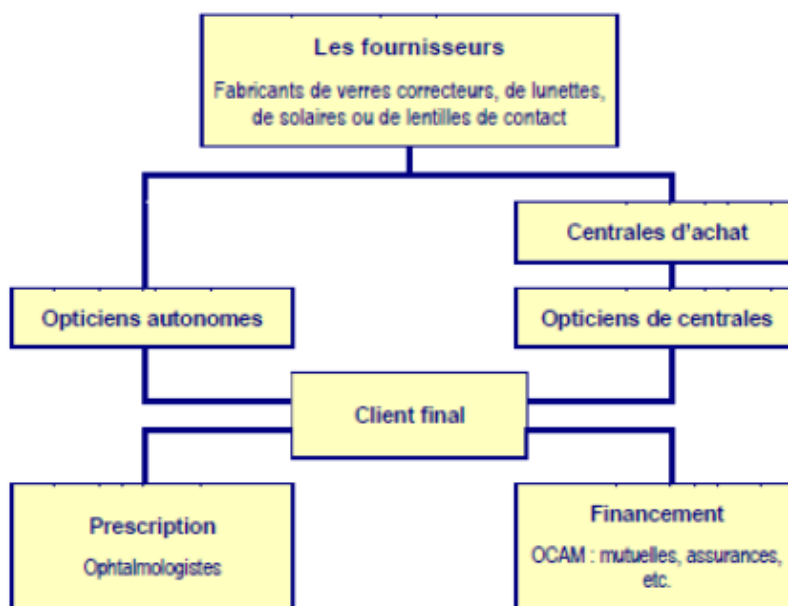 Les fournisseurs
Fabricants de verres correcteurs, de lunettes,
de solaires ou de lentilles de contact
Centrales d'achat
Opticiens autonomes
Opticiens de centrales
Client final
Prescription
Ophtalmologistes
Financement
OCAM : mutuelles, assurances,
etc.